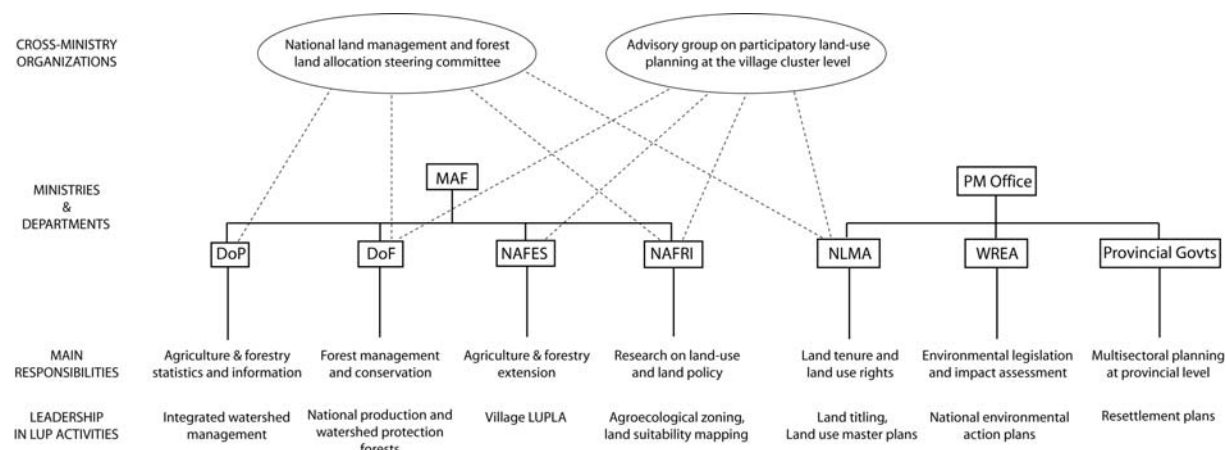 CROSS-MINISTRY
ORGANIZATIONS
National land management and forest
land allocation steering committee
Advisory group on participatory land-use
planning at the village cluster level
MINISTRIES
&
DEPARTMENTS
MAF
PM Office
DoP
DoF
NAFES
NAFRI
NLMA
WREA
Provincial Govts
MAIN
RESPONSIBILITIES
Agriculture & forestry
statistics and information
Forest management
and conservation
Agriculture & forestry
extension
Research on land-use
and land policy
Land tenure and
land use rights
Environmental legislation
and impact assessment
Multisectoral planning
at provincial level
LEADERSHIP
IN LUP ACTIVITIES
Integrated watershed
management
National production and
watershed protection
forests
Village LUPLA
Agroecological zoning,
land suitability mapping
Land titling,
Land use master plans
National environmental
action plans
Resettlement plans